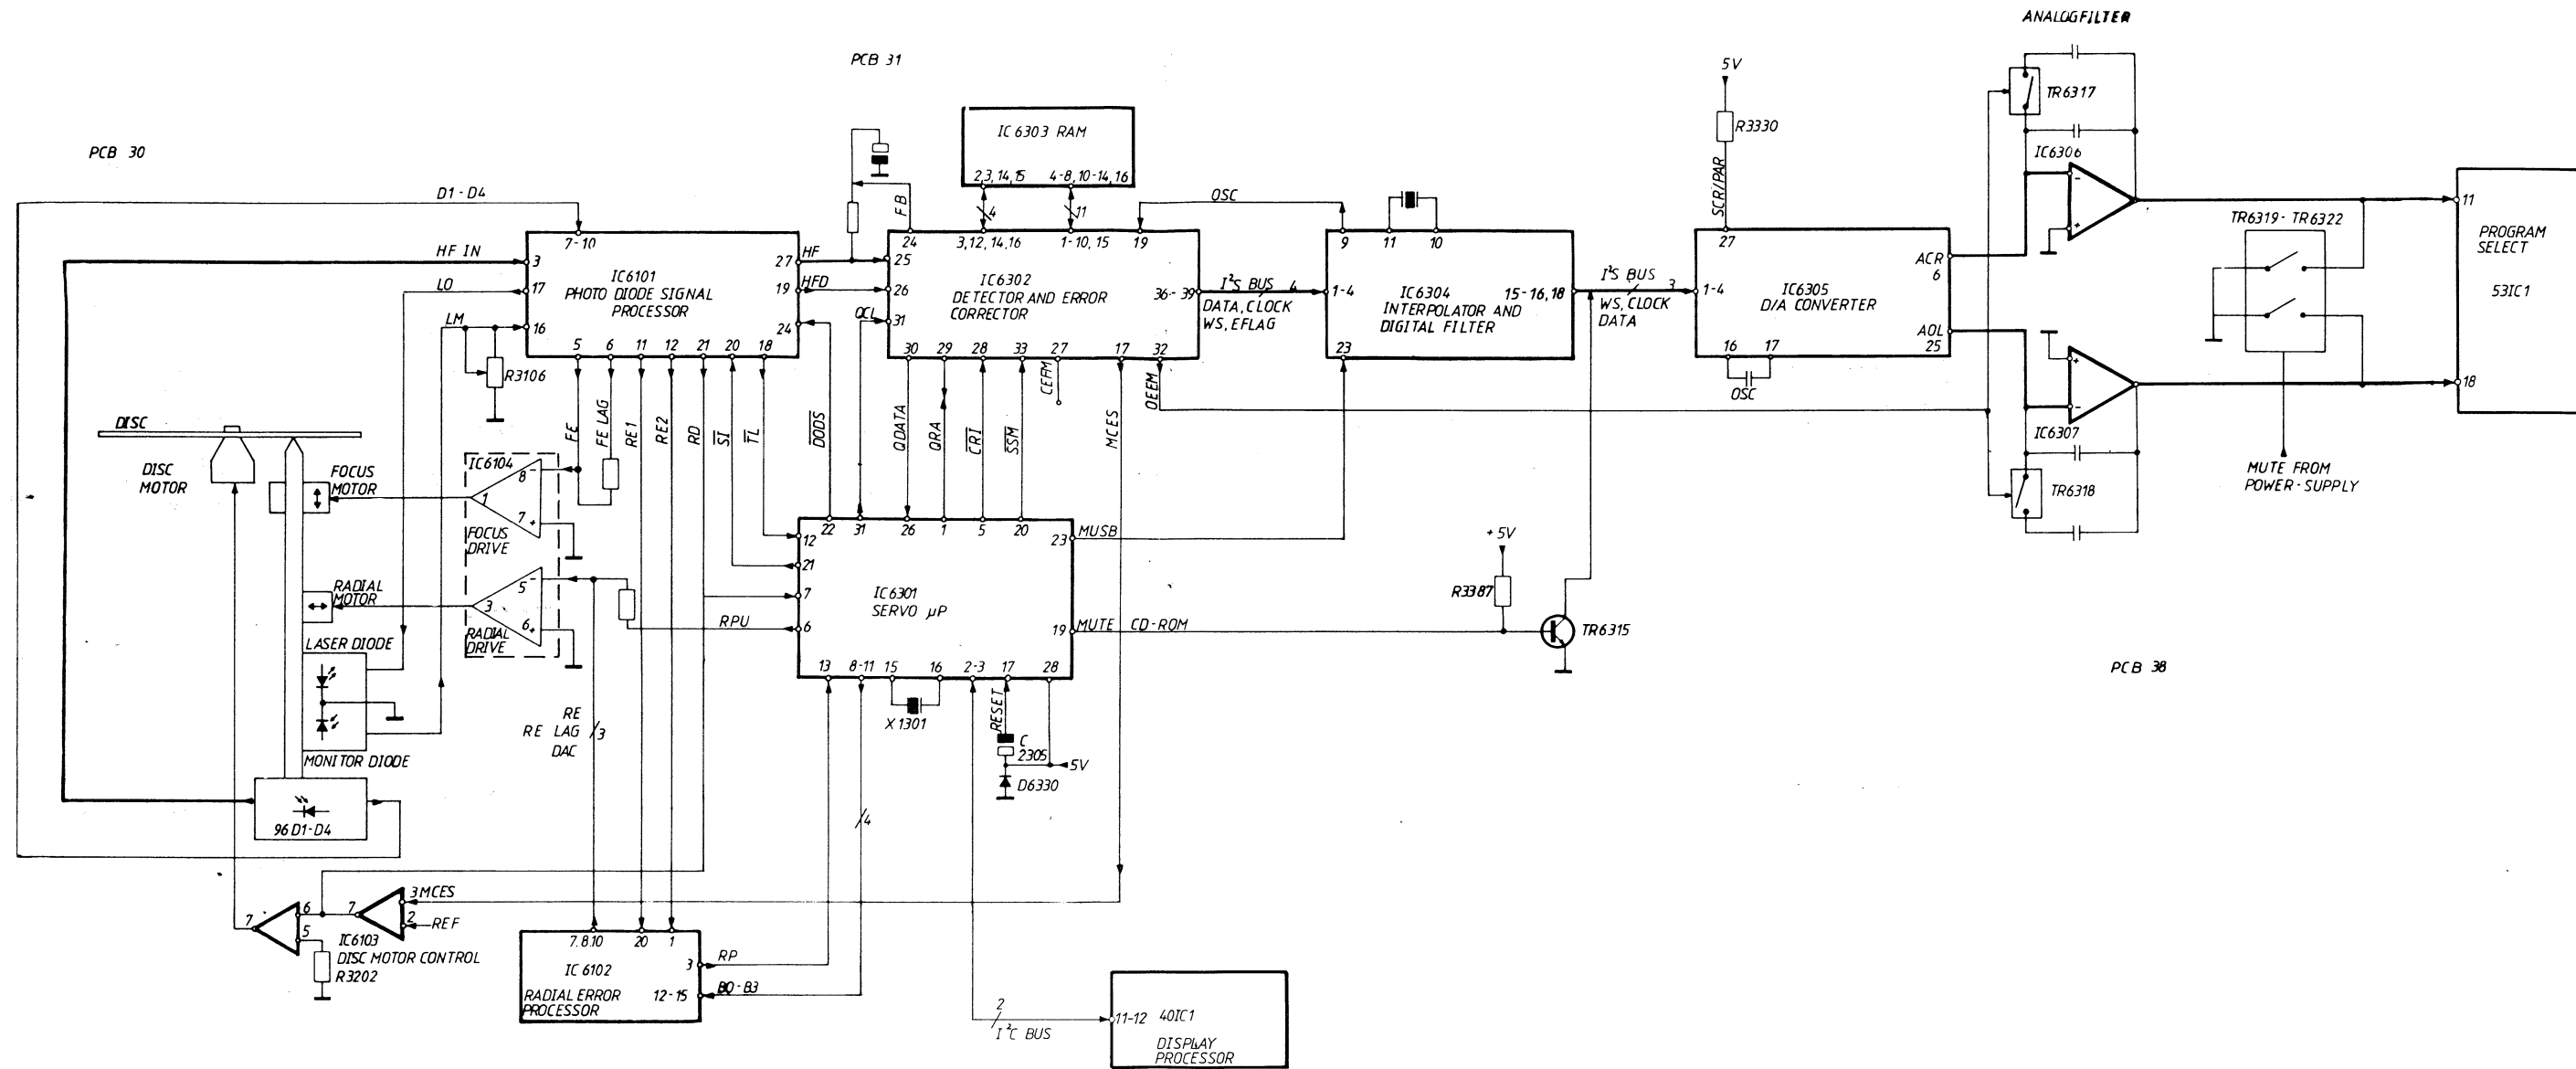 ANALOGFILTER
PCB 31
PCB 30
5V
R3330
SCR/PAR
TR6317
IC6306
IC 6303 RAM
2,3,14,15
4-8,10-14,16
4
11
FB
OSC
D1-D4
HF IN
LO
LM
R3106
7-10
3
17
16
IC6101
PHOTO DIODE SIGNAL
PROCESSOR
27
19
24
5
6
11
12
21
20
18
HF
HFD
QCL
24
3,12,14,16
1-10,15
19
25
26
31
IC6302
DETECTOR AND ERROR
CORRECTOR
36-39
30
29
28
33
27
17
32
I²S BUS
4
DATA, CLOCK
WS, EFLAG
9
11
10
1-4
IC6304
INTERPOLATOR AND
DIGITAL FILTER
15-16,18
23
I²S BUS
3
WS, CLOCK
DATA
27
1-4
IC6305
D/A CONVERTER
ACR
6
AOL
25
16
17
OSC
-
+
+
-
IC6307
TR6318
TR6319-TR6322
MUTE FROM
POWER-SUPPLY
11
PROGRAM
SELECT
53IC1
18
FE
FE LAG
RE1
RE2
RD
SI
TL
DODS
QDATA
QRA
CRI
SSM
CEFM
MCES
DEEM
DISC
DISC
MOTOR
FOCUS
MOTOR
IC6104
8
-
1
7
+
FOCUS
DRIVE
RADIAL
MOTOR
5
-
3
6
+
RADIAL
DRIVE
LASER DIODE
MONITOR DIODE
96D1-D4
RPU
22
31
26
1
5
20
12
21
7
6
23
19
IC6301
SERVO µP
13
8-11
15
16
2-3
17
28
MUSB
MUTE CD-ROM
+5V
R3387
TR6315
PCB 38
X1301
RESET
C
2305
5V
D6330
4
RE
RE LAG
DAC
3
7
6
5
IC6103
DISC MOTOR CONTROL
R3202
7
3 MCES
2
REF
7.8.10
20
1
IC 6102
RADIAL ERROR
PROCESSOR
3
12-15
RP
B0-B3
2
I²C BUS
11-12
40IC1
DISPLAY
PROCESSOR